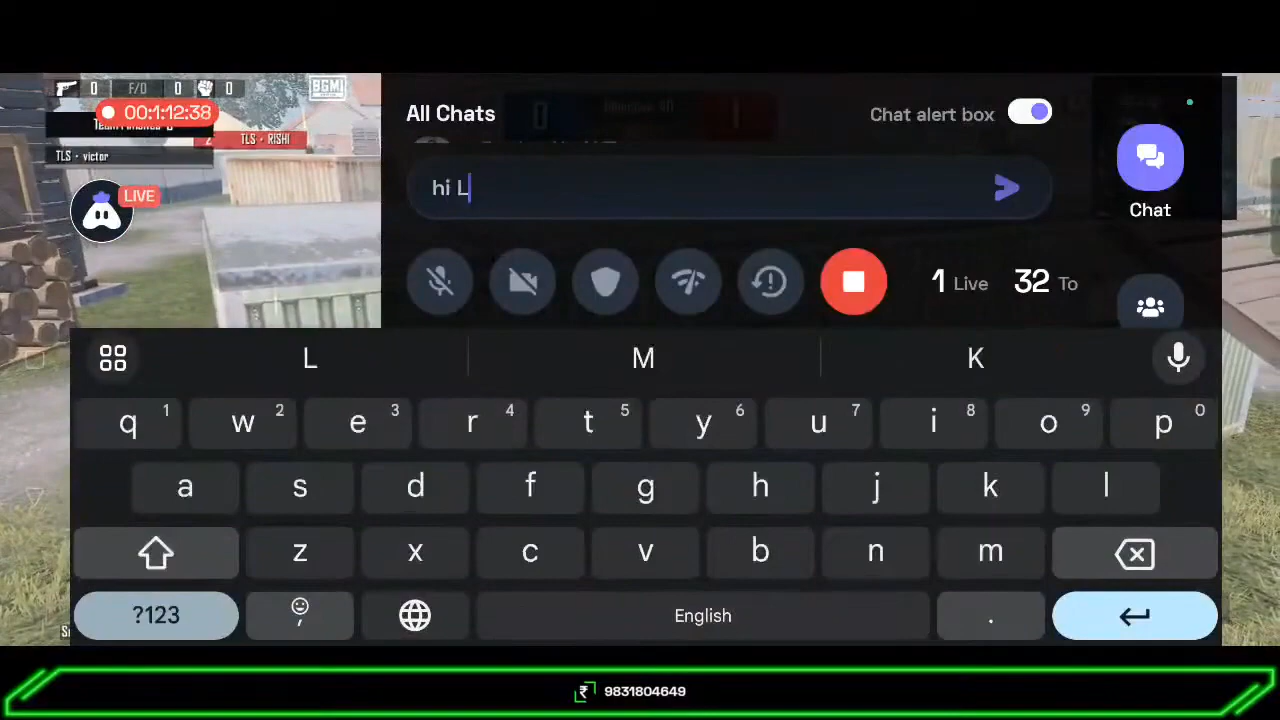 0 F/D 0 0 BGMI
00:1:12:38
TLS • RISHI
TLS • victor
LIVE
All Chats
Chat alert box
hi L
Chat
1 Live 32 To
L M K
q 1 w 2 e 3 r 4 t 5 y 6 u 7 i 8 o 9 p 0
a s d f g h j k l
z x c v b n m
?123 , English .
₹ 9831804649